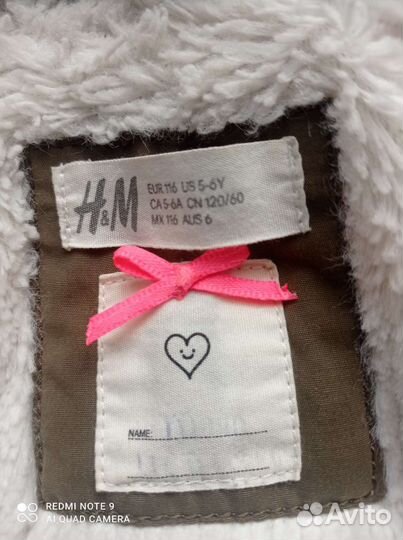 H&M
EUR 116 US 5-6Y
CA 5-6A CN 120/60
MX 116 AUS 6
NAME:
REDMI NOTE 9
AI QUAD CAMERA
Avito